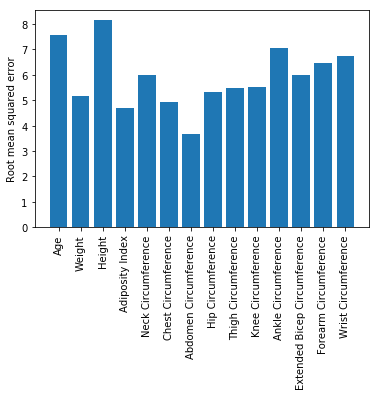 8
7
6
5
4
3
2
1
0
Root mean squared error
Age
Weight
Height
Adiposity Index
Neck Circumference
Chest Circumference
Abdomen Circumference
Hip Circumference
Thigh Circumference
Knee Circumference
Ankle Circumference
Extended Bicep Circumference
Forearm Circumference
Wrist Circumference